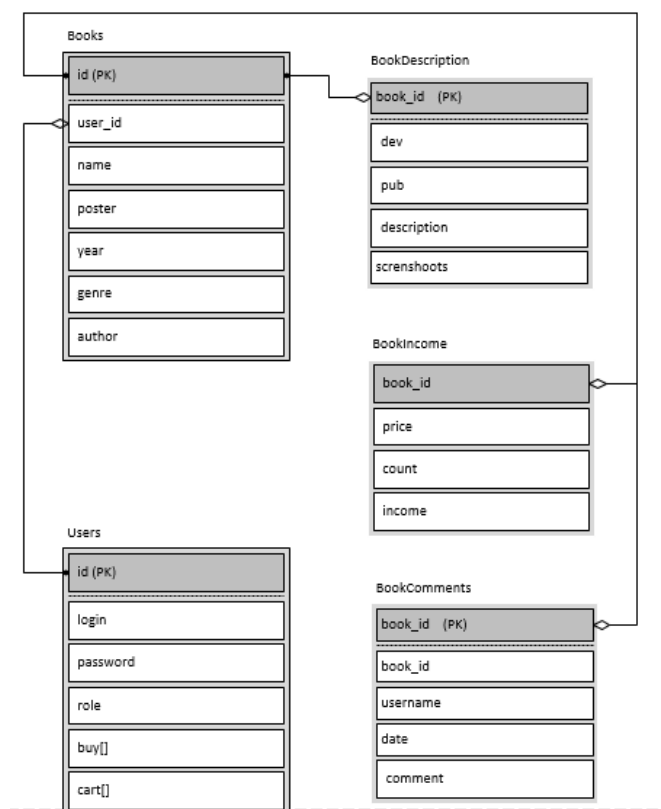 Books
id (PK)
user_id
name
poster
year
genre
author
BookDescription
book_id (PK)
dev
pub
description
screnshoots
BookIncome
book_id
price
count
income
Users
id (PK)
login
password
role
buy[]
cart[]
BookComments
book_id (PK)
book_id
username
date
comment